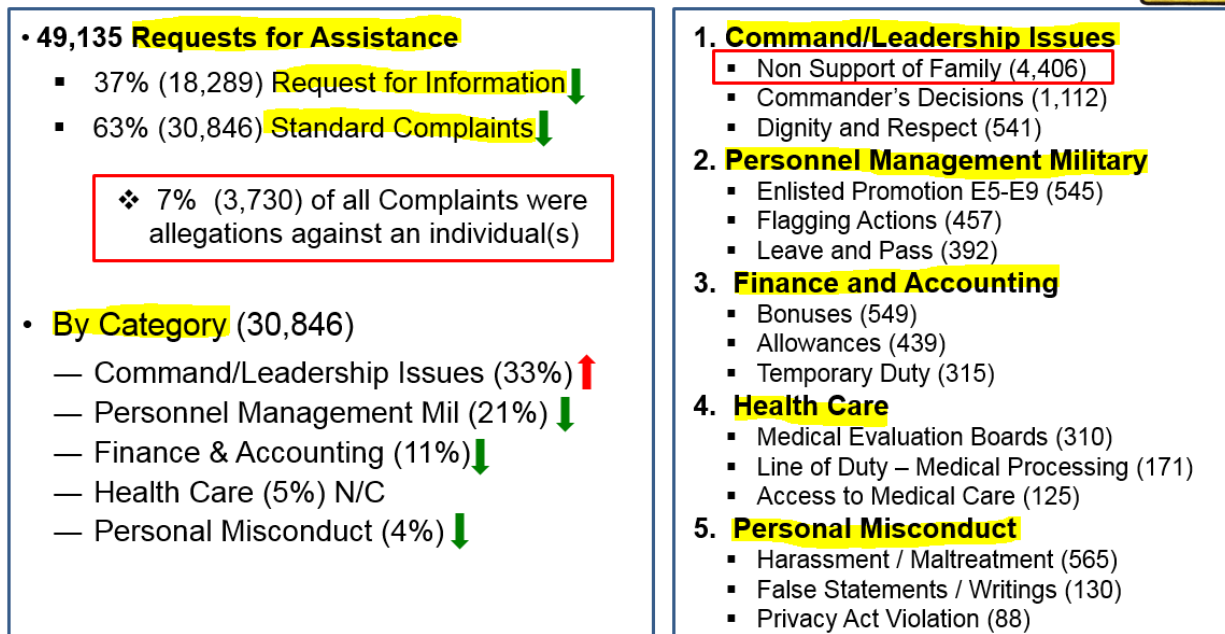 • 49,135 Requests for Assistance
▪ 37% (18,289) Request for Information
▪ 63% (30,846) Standard Complaints
❖ 7% (3,730) of all Complaints were
allegations against an individual(s)
• By Category (30,846)
— Command/Leadership Issues (33%)
— Personnel Management Mil (21%)
— Finance & Accounting (11%)
— Health Care (5%) N/C
— Personal Misconduct (4%)
1. Command/Leadership Issues
▪ Non Support of Family (4,406)
▪ Commander’s Decisions (1,112)
▪ Dignity and Respect (541)
2. Personnel Management Military
▪ Enlisted Promotion E5-E9 (545)
▪ Flagging Actions (457)
▪ Leave and Pass (392)
3. Finance and Accounting
▪ Bonuses (549)
▪ Allowances (439)
▪ Temporary Duty (315)
4. Health Care
▪ Medical Evaluation Boards (310)
▪ Line of Duty – Medical Processing (171)
▪ Access to Medical Care (125)
5. Personal Misconduct
▪ Harassment / Maltreatment (565)
▪ False Statements / Writings (130)
▪ Privacy Act Violation (88)